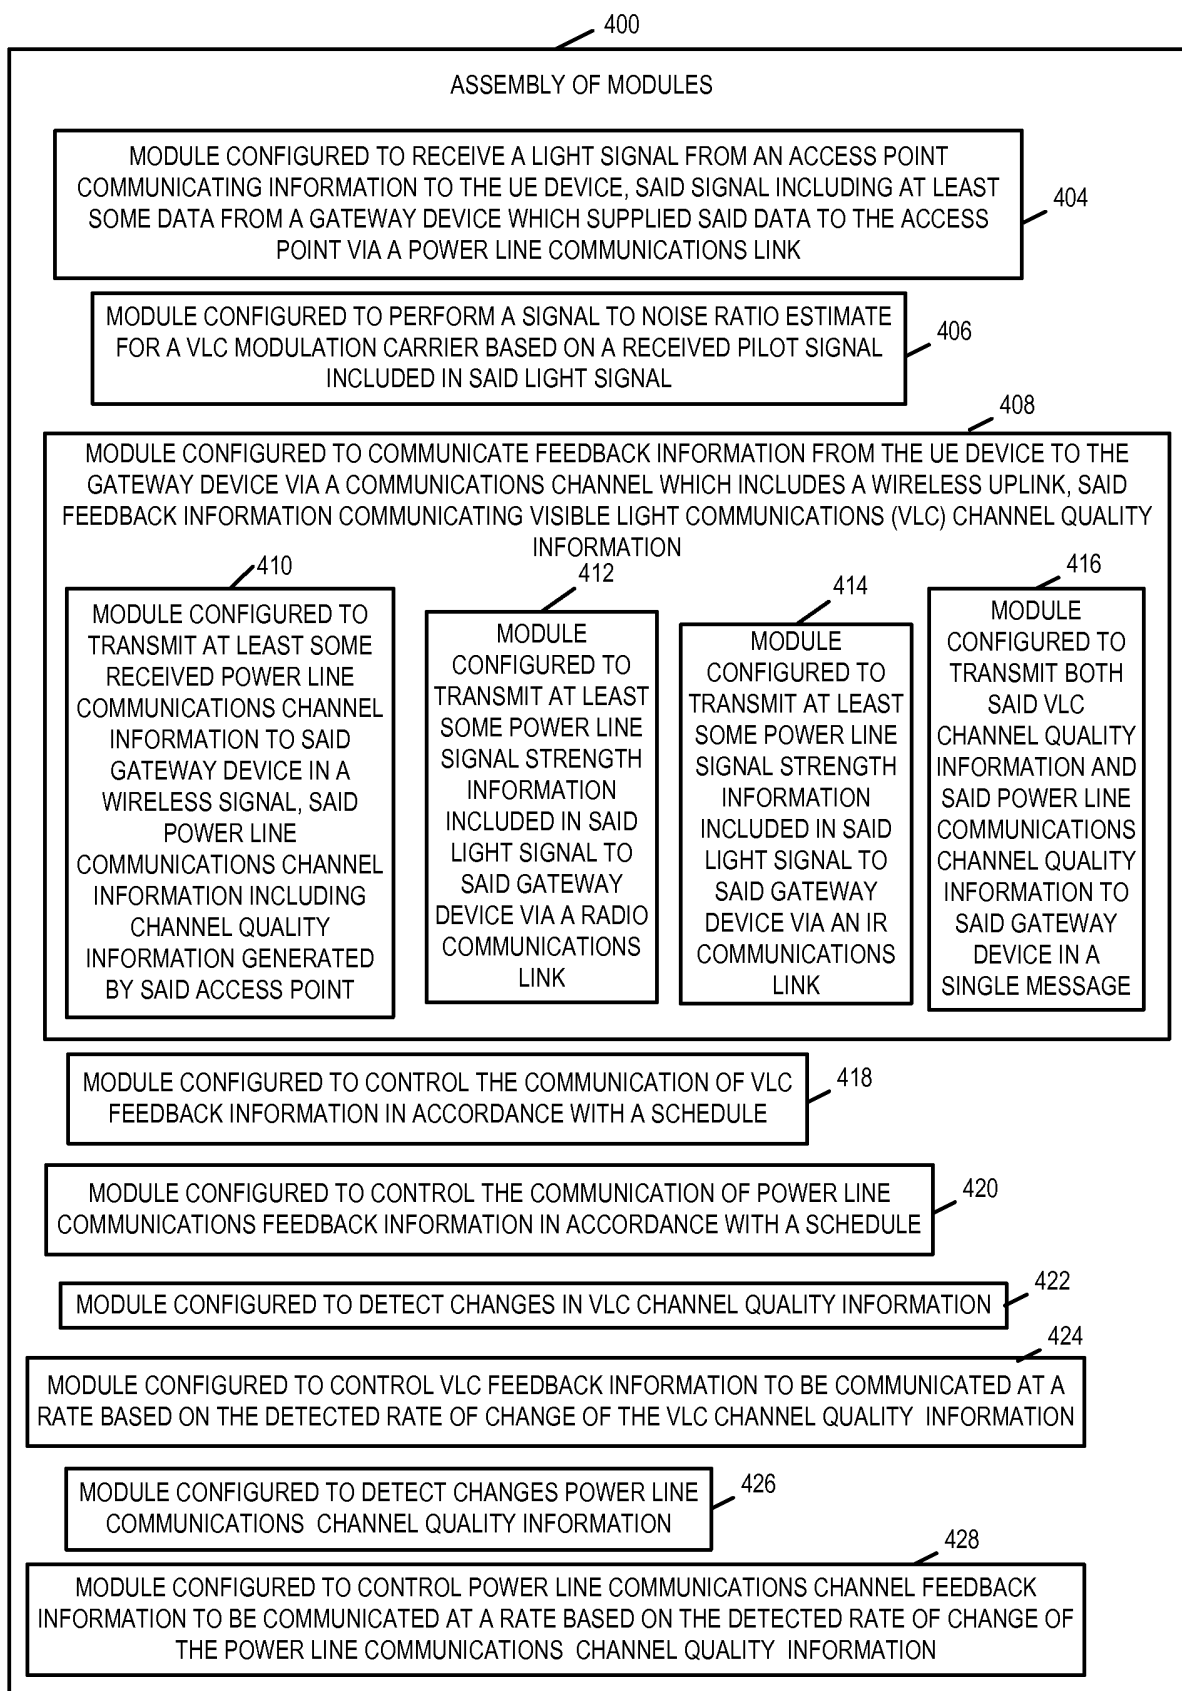 400
ASSEMBLY OF MODULES
MODULE CONFIGURED TO RECEIVE A LIGHT SIGNAL FROM AN ACCESS POINT
COMMUNICATING INFORMATION TO THE UE DEVICE, SAID SIGNAL INCLUDING AT LEAST
SOME DATA FROM A GATEWAY DEVICE WHICH SUPPLIED SAID DATA TO THE ACCESS
POINT VIA A POWER LINE COMMUNICATIONS LINK
404
MODULE CONFIGURED TO PERFORM A SIGNAL TO NOISE RATIO ESTIMATE
FOR A VLC MODULATION CARRIER BASED ON A RECEIVED PILOT SIGNAL
INCLUDED IN SAID LIGHT SIGNAL
406
408
MODULE CONFIGURED TO COMMUNICATE FEEDBACK INFORMATION FROM THE UE DEVICE TO THE
GATEWAY DEVICE VIA A COMMUNICATIONS CHANNEL WHICH INCLUDES A WIRELESS UPLINK, SAID
FEEDBACK INFORMATION COMMUNICATING VISIBLE LIGHT COMMUNICATIONS (VLC) CHANNEL QUALITY
INFORMATION
410
MODULE CONFIGURED TO
TRANSMIT AT LEAST SOME
RECEIVED POWER LINE
COMMUNICATIONS CHANNEL
INFORMATION TO SAID
GATEWAY DEVICE IN A
WIRELESS SIGNAL, SAID
POWER LINE
COMMUNICATIONS CHANNEL
INFORMATION INCLUDING
CHANNEL QUALITY
INFORMATION GENERATED
BY SAID ACCESS POINT
412
MODULE
CONFIGURED TO
TRANSMIT AT LEAST
SOME POWER LINE
SIGNAL STRENGTH
INFORMATION
INCLUDED IN SAID
LIGHT SIGNAL TO
SAID GATEWAY
DEVICE VIA A RADIO
COMMUNICATIONS
LINK
414
MODULE
CONFIGURED TO
TRANSMIT AT LEAST
SOME POWER LINE
SIGNAL STRENGTH
INFORMATION
INCLUDED IN SAID
LIGHT SIGNAL TO
SAID GATEWAY
DEVICE VIA AN IR
COMMUNICATIONS
LINK
416
MODULE
CONFIGURED TO
TRANSMIT BOTH
SAID VLC
CHANNEL QUALITY
INFORMATION AND
SAID POWER LINE
COMMUNICATIONS
CHANNEL QUALITY
INFORMATION TO
SAID GATEWAY
DEVICE IN A
SINGLE MESSAGE
MODULE CONFIGURED TO CONTROL THE COMMUNICATION OF VLC
FEEDBACK INFORMATION IN ACCORDANCE WITH A SCHEDULE
418
MODULE CONFIGURED TO CONTROL THE COMMUNICATION OF POWER LINE
COMMUNICATIONS FEEDBACK INFORMATION IN ACCORDANCE WITH A SCHEDULE
420
MODULE CONFIGURED TO DETECT CHANGES IN VLC CHANNEL QUALITY INFORMATION
422
424
MODULE CONFIGURED TO CONTROL VLC FEEDBACK INFORMATION TO BE COMMUNICATED AT A
RATE BASED ON THE DETECTED RATE OF CHANGE OF THE VLC CHANNEL QUALITY INFORMATION
MODULE CONFIGURED TO DETECT CHANGES POWER LINE
COMMUNICATIONS CHANNEL QUALITY INFORMATION
426
428
MODULE CONFIGURED TO CONTROL POWER LINE COMMUNICATIONS CHANNEL FEEDBACK
INFORMATION TO BE COMMUNICATED AT A RATE BASED ON THE DETECTED RATE OF CHANGE OF
THE POWER LINE COMMUNICATIONS CHANNEL QUALITY INFORMATION